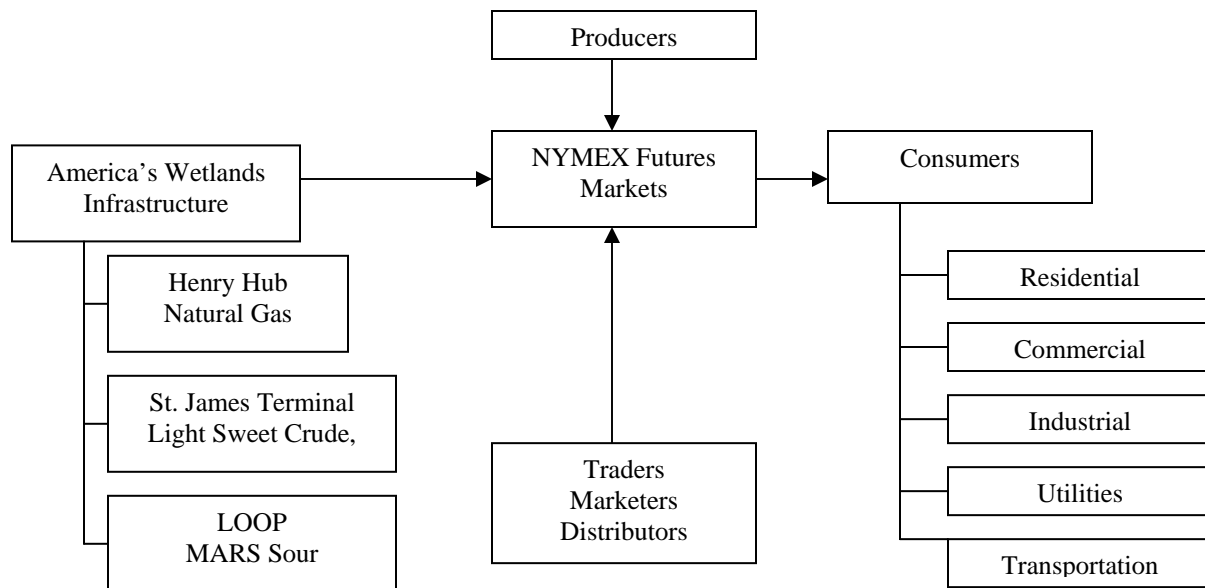 Producers
America’s Wetlands
Infrastructure
NYMEX Futures
Markets
Consumers
Henry Hub
Natural Gas
St. James Terminal
Light Sweet Crude,
LOOP
MARS Sour
Traders
Marketers
Distributors
Residential
Commercial
Industrial
Utilities
Transportation